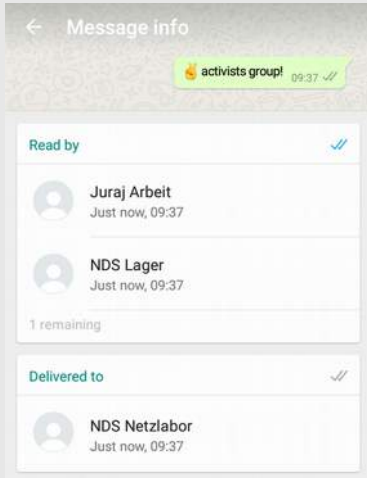 Message info
✌ activists group! 09:37
Read by
Juraj Arbeit
Just now, 09:37
NDS Lager
Just now, 09:37
1 remaining
Delivered to
NDS Netzlabor
Just now, 09:37